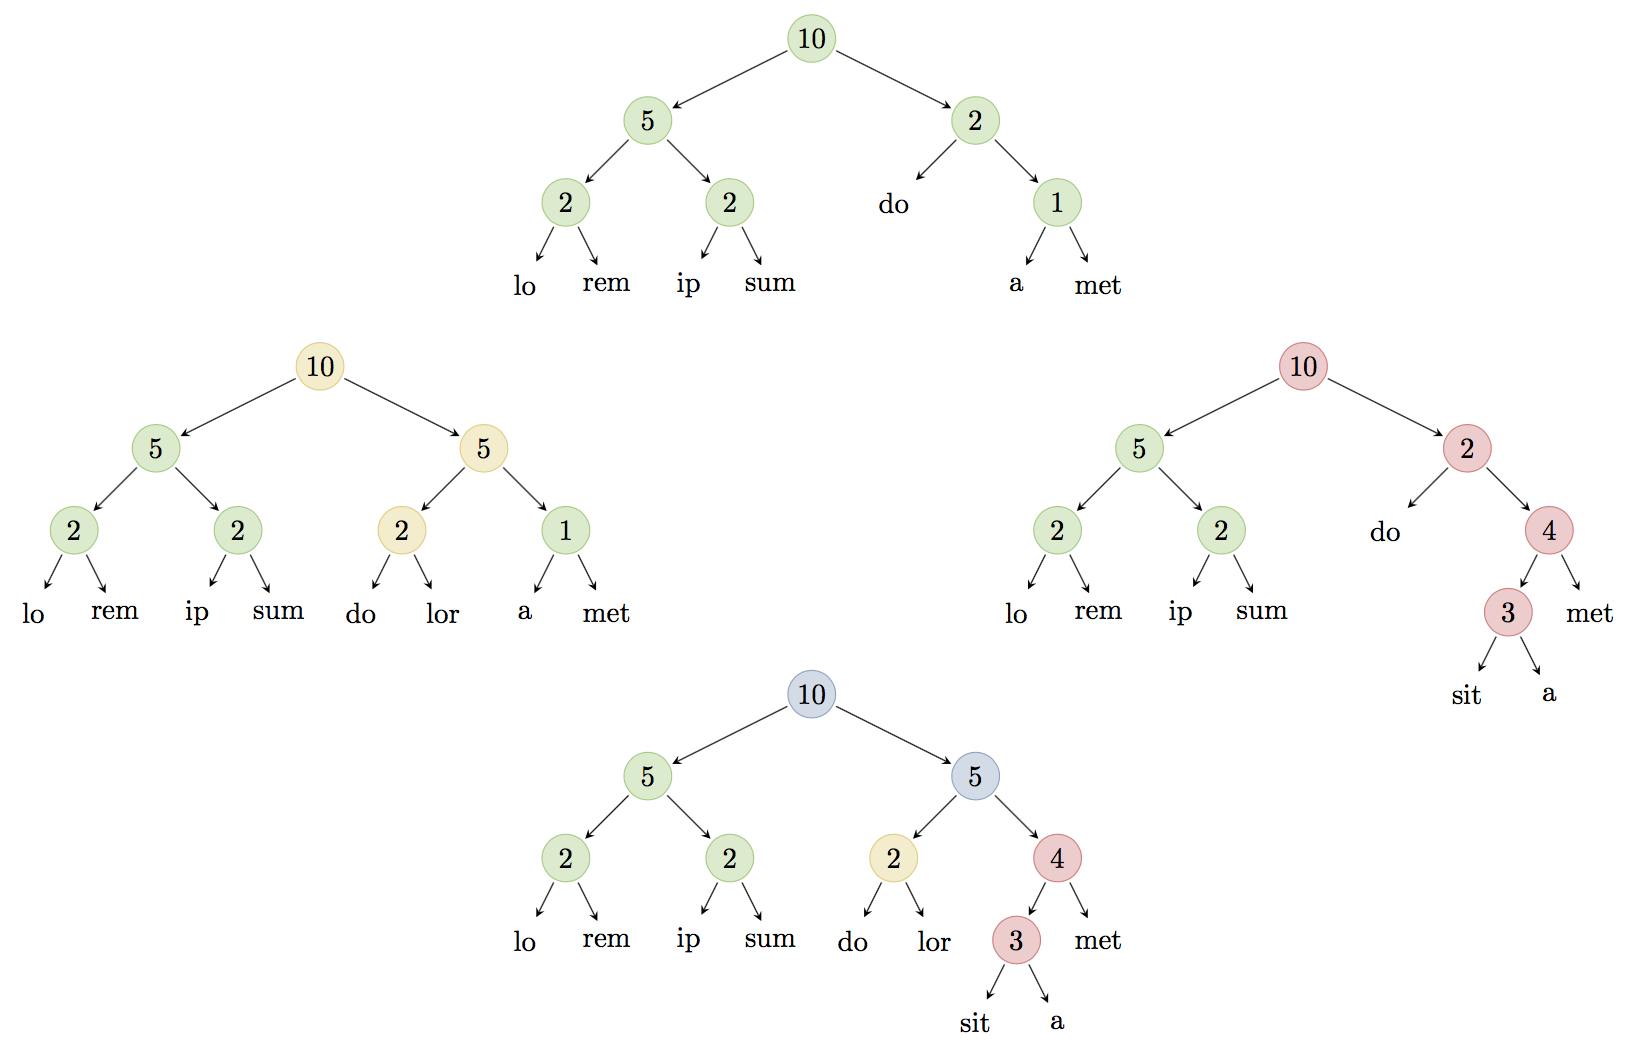 10
5 2
2 2 do 1
lo rem ip sum a met
10 10
5 5 5 2
2 2 2 1 2 2 do 4
lo rem ip sum do lor a met lo rem ip sum 3 met
10 sit a
5 5
2 2 2 4
lo rem ip sum do lor 3 met
sit a